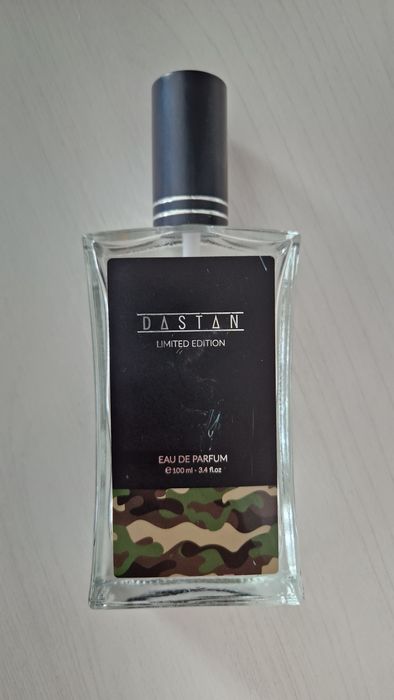 DASTAN
LIMITED EDITION
EAU DE PARFUM
℮ 100 ml - 3.4 fl.oz